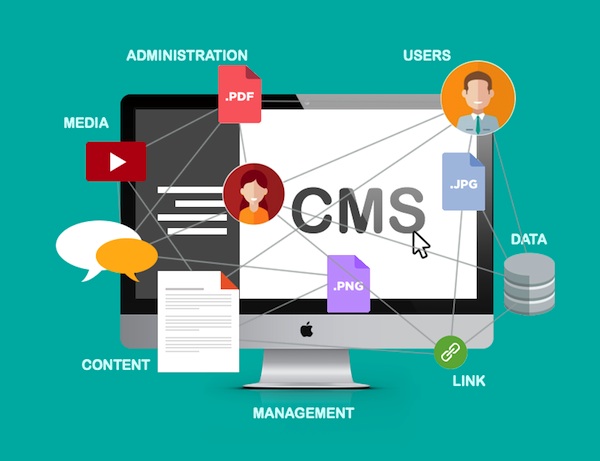 ADMINISTRATION
USERS
.PDF
MEDIA
.JPG
CMS
DATA
.PNG
CONTENT
LINK
MANAGEMENT